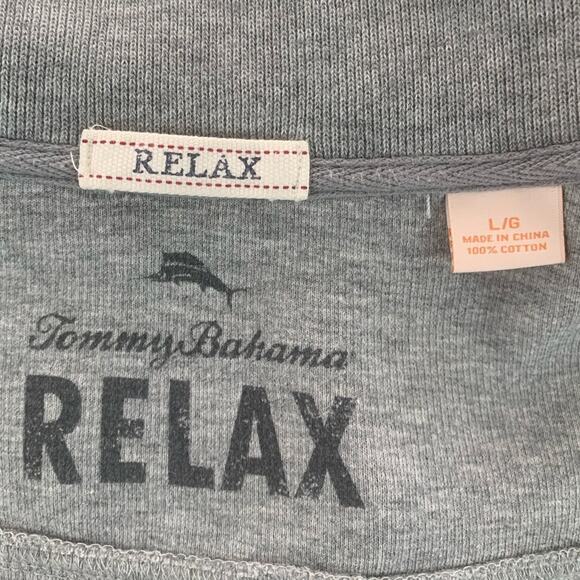 RELAX
L/G
MADE IN CHINA
100% COTTON
Tommy Bahama
RELAX